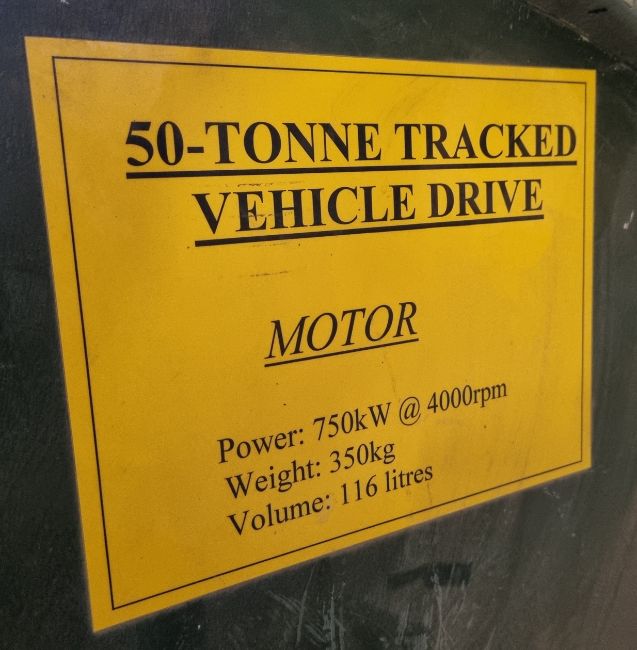 50-TONNE TRACKED
VEHICLE DRIVE
MOTOR
Power: 750kW @ 4000rpm
Weight: 350kg
Volume: 116 litres